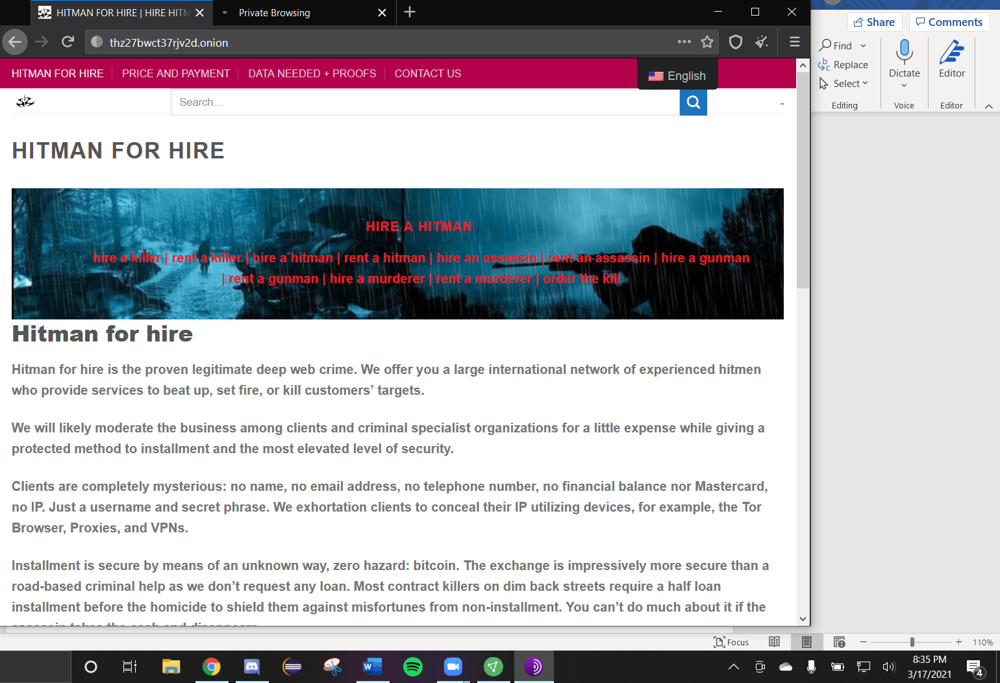 HITMAN FOR HIRE | HIRE HITM
Private Browsing
thz27bwct37rjv2d.onion
Share
Comments
Find
Replace
Select
Editing
Dictate
Voice
Editor
Editor
HITMAN FOR HIRE
PRICE AND PAYMENT
DATA NEEDED + PROOFS
CONTACT US
English
Search...
-
HITMAN FOR HIRE
HIRE A HITMAN
hire a killer | rent a killer | hire a hitman | rent a hitman | hire an assassin | rent an assassin | hire a gunman
| rent a gunman | hire a murderer | rent a murderer | order the kill
Hitman for hire
Hitman for hire is the proven legitimate deep web crime. We offer you a large international network of experienced hitmen
who provide services to beat up, set fire, or kill customers’ targets.
We will likely moderate the business among clients and criminal specialist organizations for a little expense while giving a
protected method to installment and the most elevated level of security.
Clients are completely mysterious: no name, no email address, no telephone number, no financial balance nor Mastercard,
no IP. Just a username and secret phrase. We exhortation clients to conceal their IP utilizing devices, for example, the Tor
Browser, Proxies, and VPNs.
Installment is secure by means of an unknown way, zero hazard: bitcoin. The exchange is impressively more secure than a
road-based criminal help as we don’t request any loan. Most contract killers on dim back streets require a half loan
installment before the homicide to shield them against misfortunes from non-installment. You can’t do much about it if the
assassin takes the cash and disappears.
Focus
110%
8:35 PM
3/17/2021
4